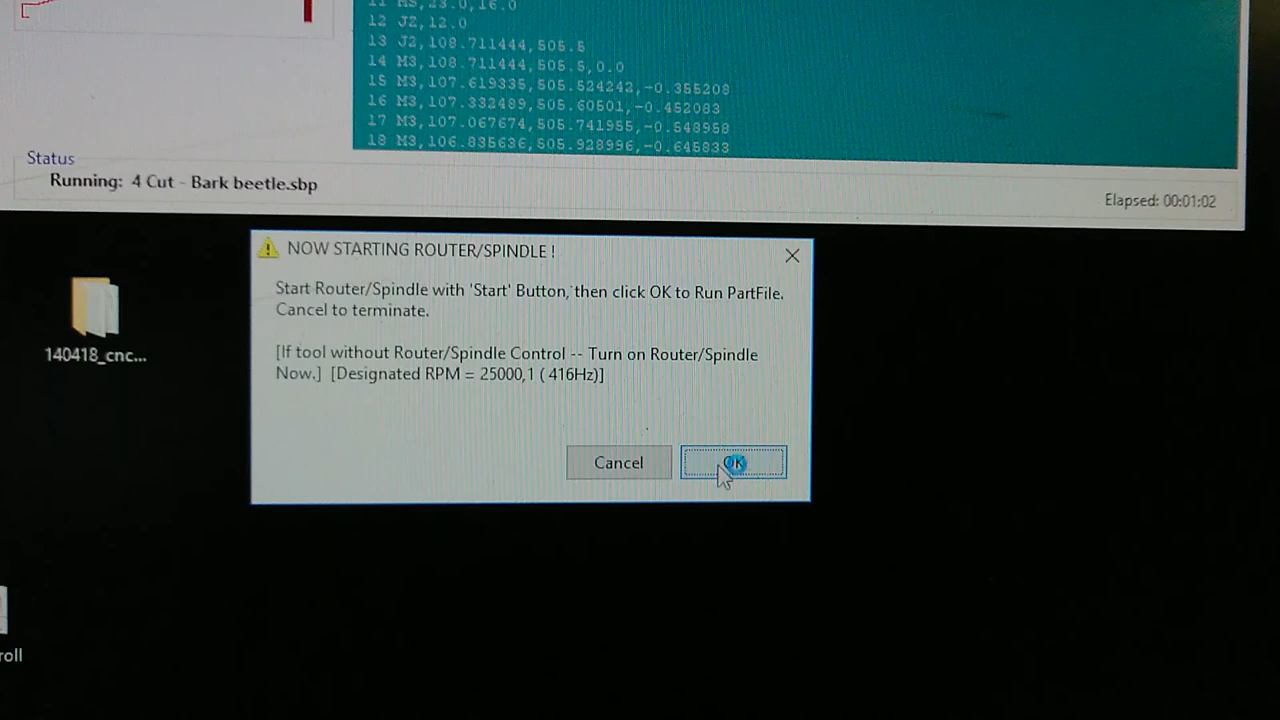 12 J2,12.0
13 J2,108.711444,505.5
14 M3,108.711444,505.5,0.0
15 M3,107.619335,505.524242,-0.355208
16 M3,107.332489,505.60501,-0.452083
17 M3,107.067674,505.741955,-0.548958
18 M3,106.835636,505.928996,-0.645833
Status
Running: 4 Cut - Bark beetle.sbp
Elapsed: 00:01:02
NOW STARTING ROUTER/SPINDLE !
Start Router/Spindle with 'Start' Button, then click OK to Run PartFile.
Cancel to terminate.
[If tool without Router/Spindle Control -- Turn on Router/Spindle
Now.] [Designated RPM = 25000,1 ( 416Hz)]
Cancel
OK
140418_cnc...
roll